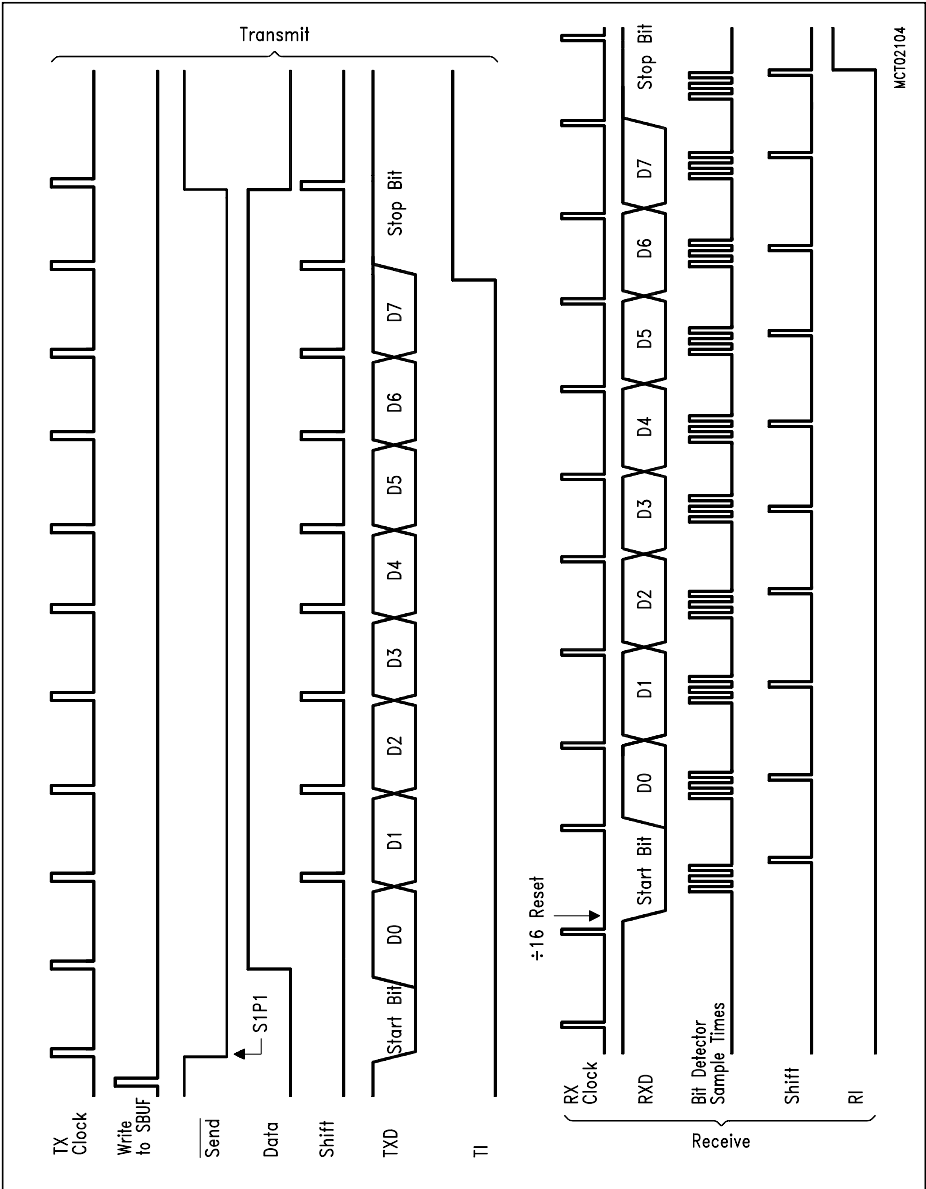 Transmit
TX
Clock
Write
to SBUF
Send
S1P1
Data
Shift
TXD
Start Bit
D0
D1
D2
D3
D4
D5
D6
D7
Stop Bit
TI
÷16 Reset
RX
Clock
RXD
Start Bit
D0
D1
D2
D3
D4
D5
D6
D7
Stop Bit
Bit Detector
Sample Times
Shift
RI
Receive
MCT02104